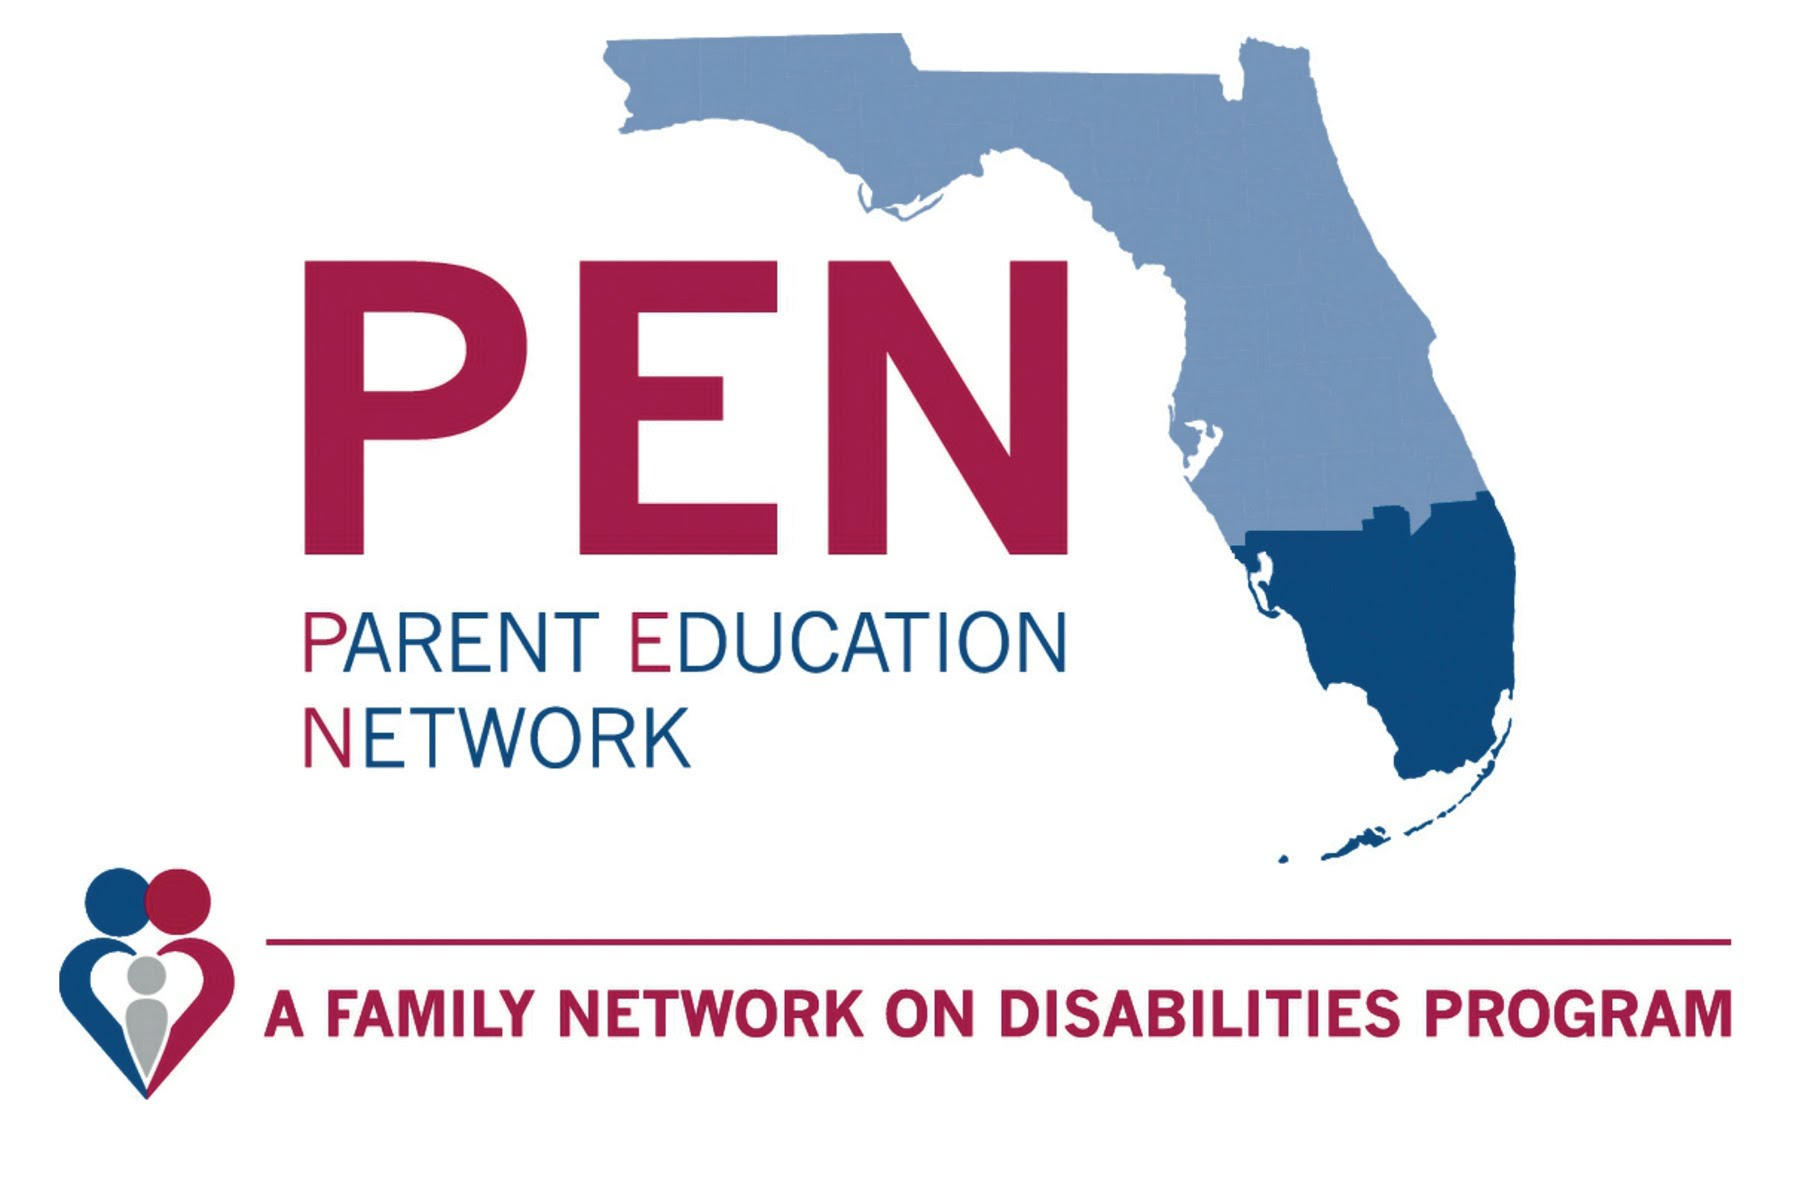 PEN
PARENT EDUCATION
NETWORK
A FAMILY NETWORK ON DISABILITIES PROGRAM